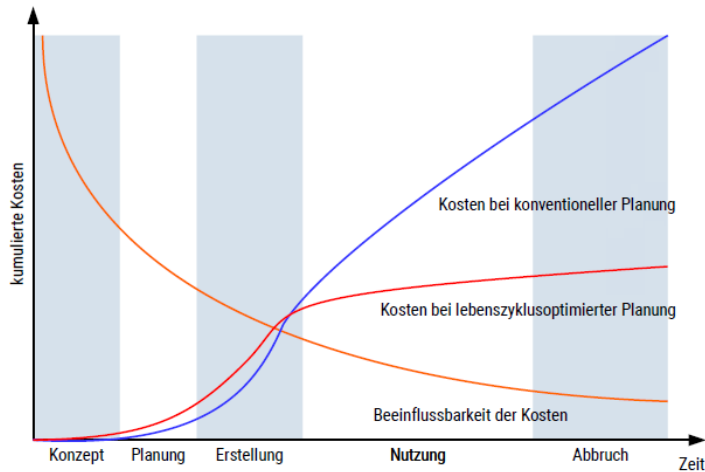 kumulierte Kosten
Kosten bei konventioneller Planung
Kosten bei lebenszyklusoptimierter Planung
Beeinflussbarkeit der Kosten
Konzept
Planung
Erstellung
Nutzung
Abbruch
Zeit